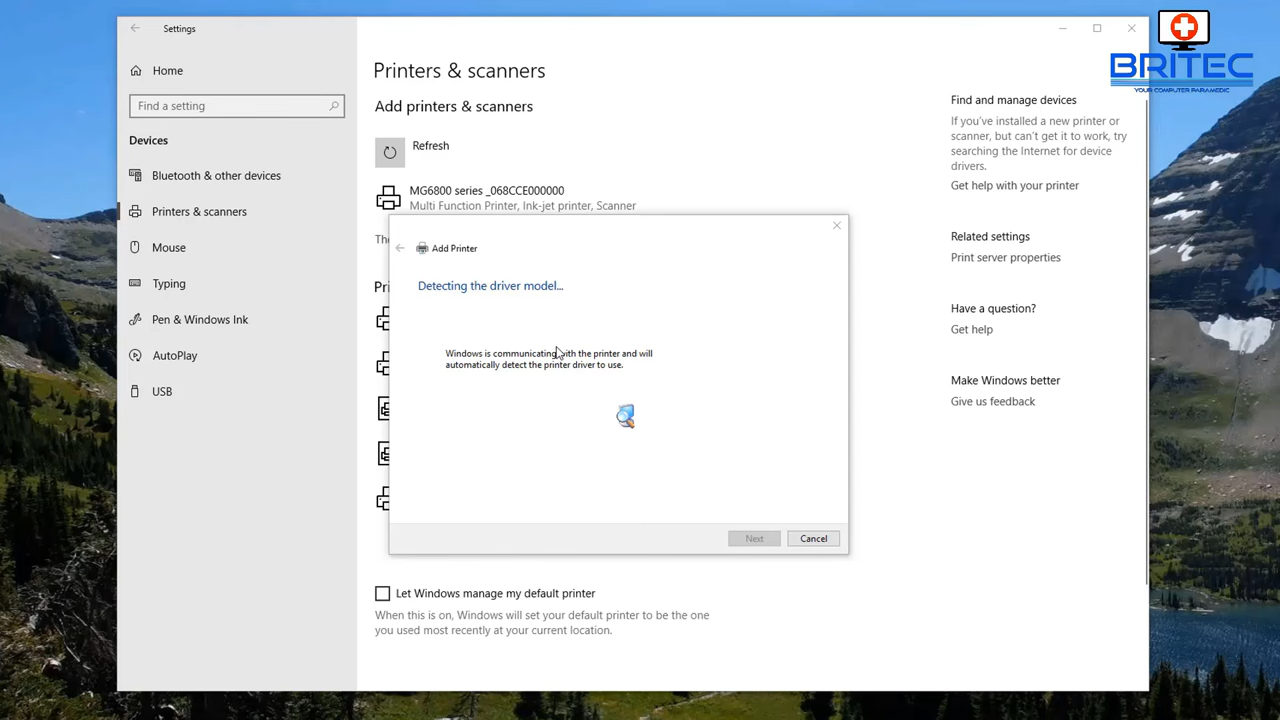 Settings
Home
Find a setting
Devices
Bluetooth & other devices
Printers & scanners
Mouse
Typing
Pen & Windows Ink
AutoPlay
USB
Printers & scanners
Add printers & scanners
Refresh
MG6800 series _068CCE000000
Multi Function Printer, Ink-jet printer, Scanner
Add Printer
Detecting the driver model...
Windows is communicating with the printer and will
automatically detect the printer driver to use.
Next
Cancel
Let Windows manage my default printer
When this is on, Windows will set your default printer to be the one
you used most recently at your current location.
BRITEC
YOUR COMPUTER PARAMEDIC
Find and manage devices
If you've installed a new printer or
scanner, but can't get it to work, try
searching the Internet for device
drivers.
Get help with your printer
Related settings
Print server properties
Have a question?
Get help
Make Windows better
Give us feedback